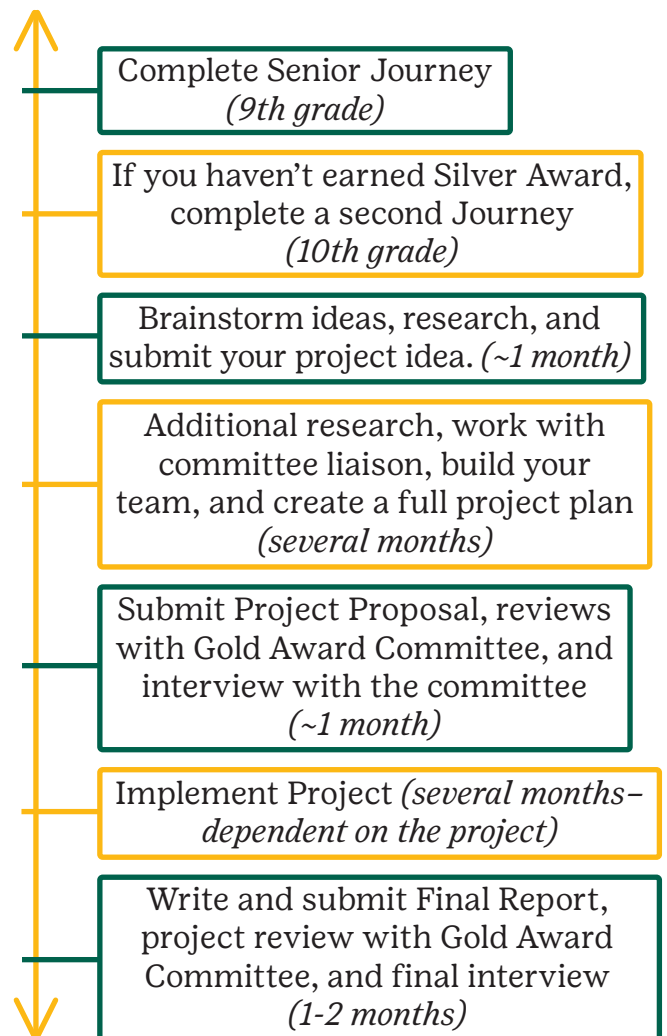 Complete Senior Journey
(9th grade)
If you haven’t earned Silver Award,
complete a second Journey
(10th grade)
Brainstorm ideas, research, and
submit your project idea. (~1 month)
Additional research, work with
committee liaison, build your
team, and create a full project plan
(several months)
Submit Project Proposal, reviews
with Gold Award Committee, and
interview with the committee
(~1 month)
Implement Project (several months–
dependent on the project)
Write and submit Final Report,
project review with Gold Award
Committee, and final interview
(1-2 months)